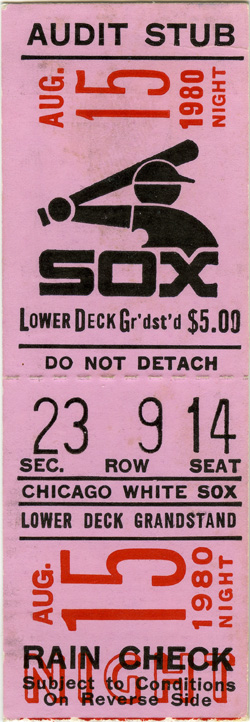 AUDIT STUB
AUG. 15 1980 NIGHT
SOX
LOWER DECK Gr'dst'd $5.00
DO NOT DETACH
23 9 14
SEC. ROW SEAT
CHICAGO WHITE SOX
LOWER DECK GRANDSTAND
AUG. 15 1980
NIGHT
RAIN CHECK
Subject to Conditions
On Reverse Side